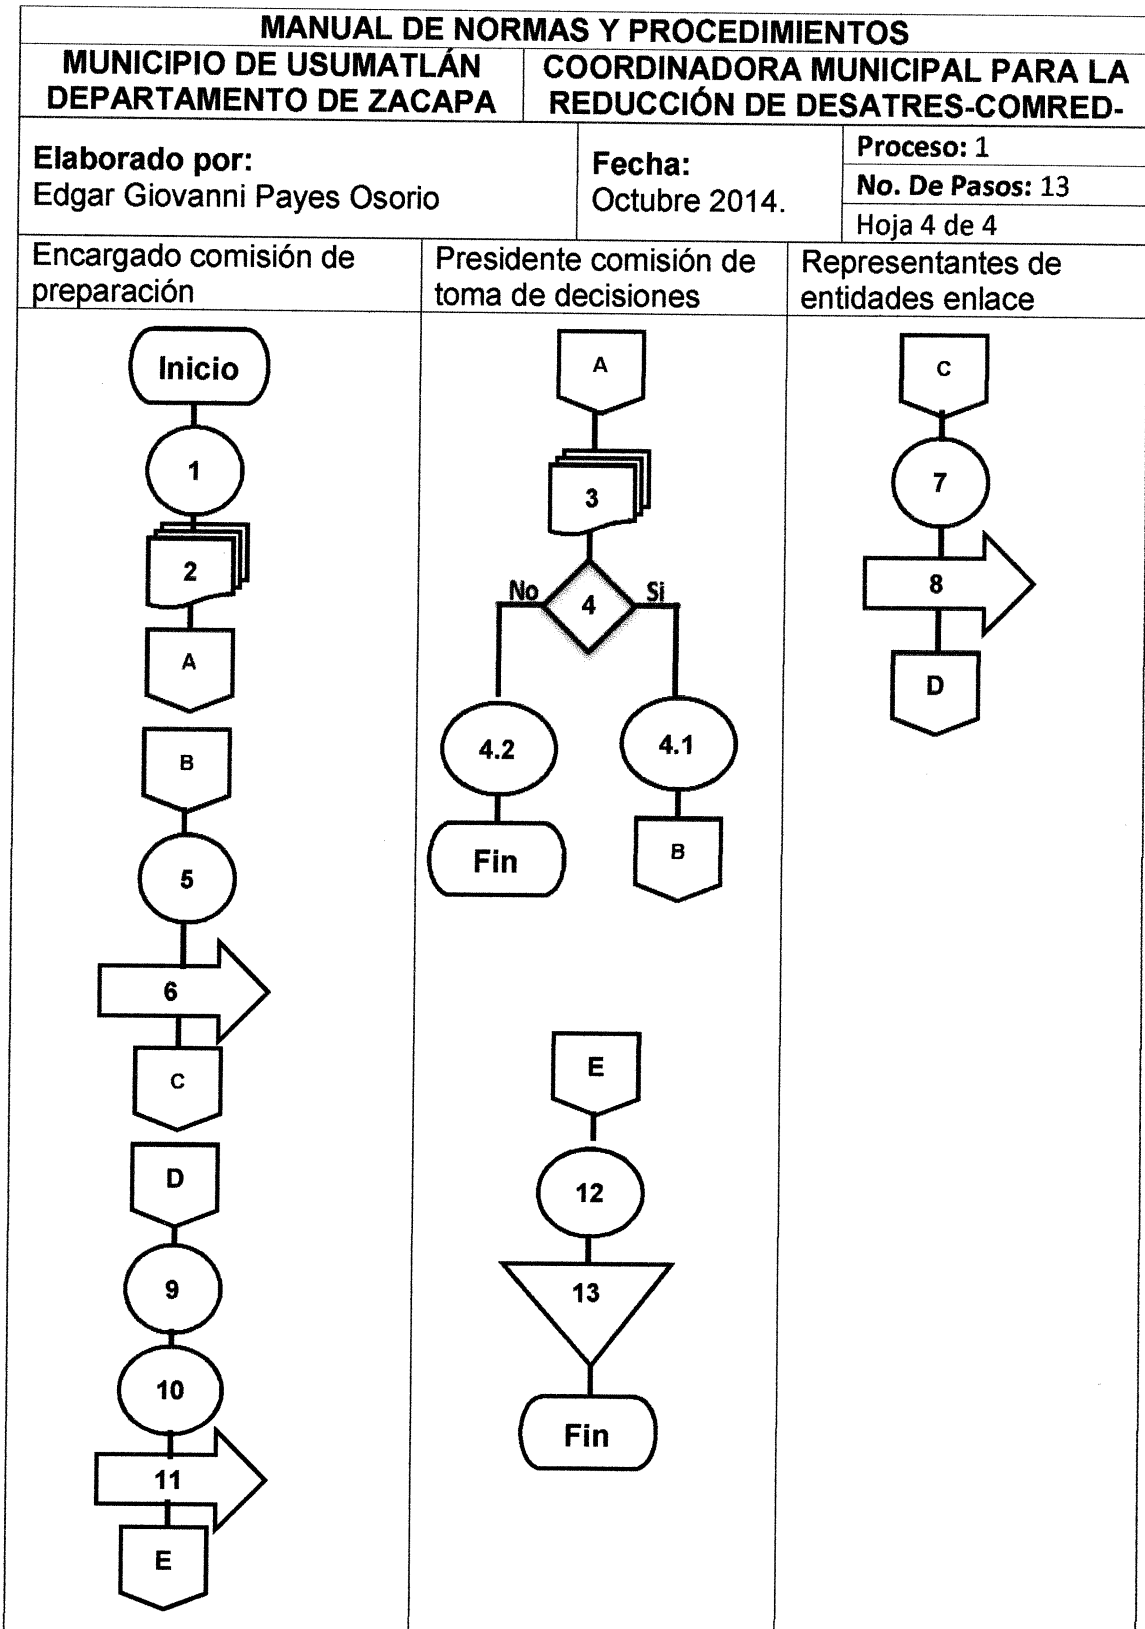 MANUAL DE NORMAS Y PROCEDIMIENTOS
MUNICIPIO DE USUMATLÁN
DEPARTAMENTO DE ZACAPA
COORDINADORA MUNICIPAL PARA LA
REDUCCIÓN DE DESATRES-COMRED-
Elaborado por:
Edgar Giovanni Payes Osorio
Fecha:
Octubre 2014.
Proceso: 1
No. De Pasos: 13
Hoja 4 de 4
Encargado comisión de
preparación
Presidente comisión de
toma de decisiones
Representantes de
entidades enlace
Inicio
1
2
A
B
5
6
C
D
9
10
11
E
A
3
No
4
Si
4.2
4.1
Fin
B
E
12
13
Fin
C
7
8
D